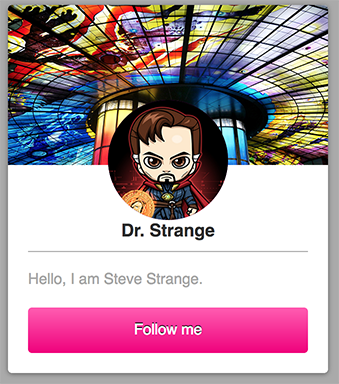 Dr. Strange
Hello, I am Steve Strange.
Follow me